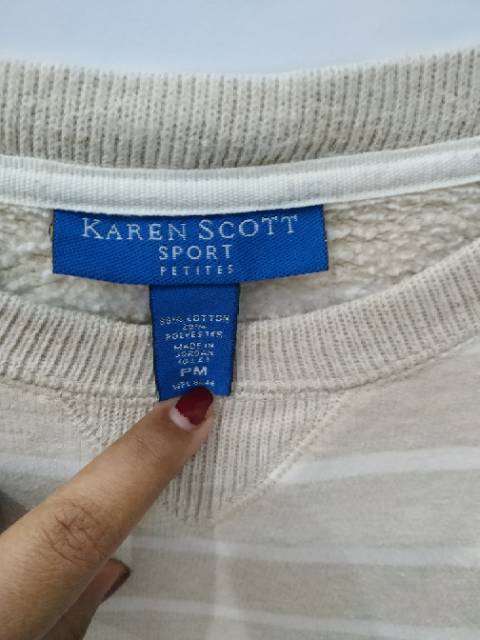 KAREN SCOTT
SPORT
PETITES
COTTON
POLYESTER
MADE IN
JORDAN
PM